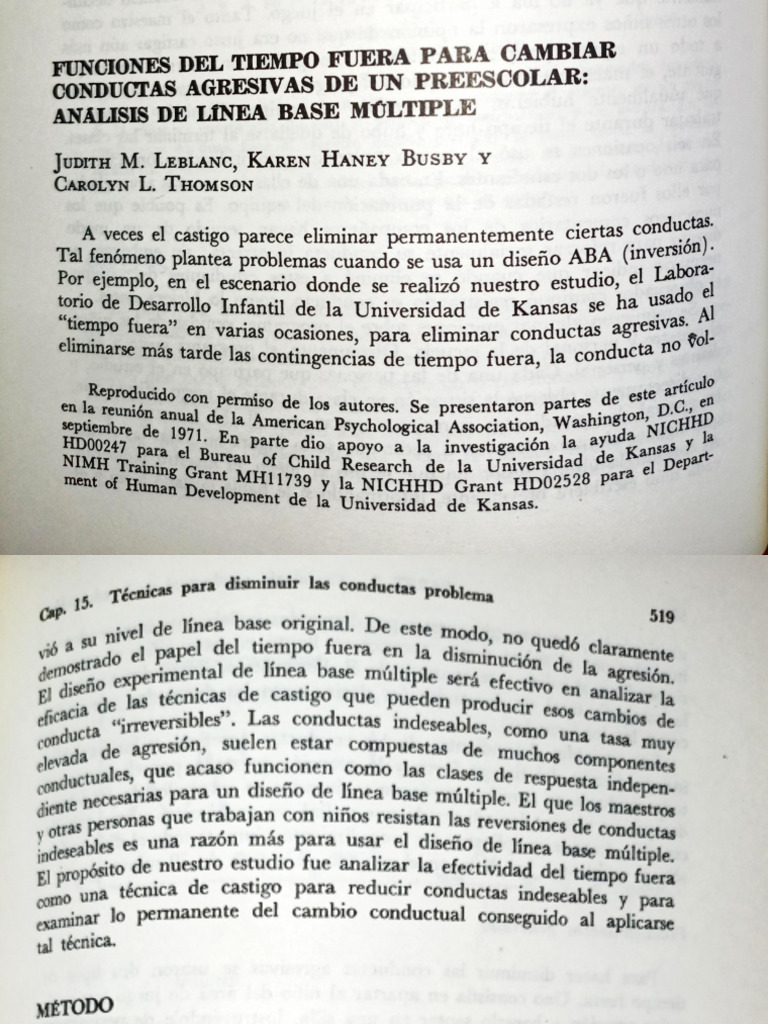 FUNCIONES DEL TIEMPO FUERA PARA CAMBIAR
CONDUCTAS AGRESIVAS DE UN PREESCOLAR:
ANÁLISIS DE LÍNEA BASE MÚLTIPLE
JUDITH M. LEBLANC, KAREN HANEY BUSBY Y
CAROLYN L. THOMSON
A veces el castigo parece eliminar permanentemente ciertas conductas.
Tal fenómeno plantea problemas cuando se usa un diseño ABA (inversión).
Por ejemplo, en el escenario donde se realizó nuestro estudio, el Labora-
torio de Desarrollo Infantil de la Universidad de Kansas se ha usado el
"tiempo fuera" en varias ocasiones, para eliminar conductas agresivas. Al
eliminarse más tarde las contingencias de tiempo fuera, la conducta no vol-
Reproducido con permiso de los autores. Se presentaron partes de este artículo
en la reunión anual de la American Psychological Association, Washington, D.C., en
septiembre de 1971. En parte dio apoyo a la investigación la ayuda NICHHD
HD00247 para el Bureau of Child Research de la Universidad de Kansas y la
NIMH Training Grant MH11739 y la NICHHD Grant HD02528 para el Depart-
ment of Human Development de la Universidad de Kansas.
Cap. 15. Técnicas para disminuir las conductas problema 519
vió a su nivel de línea base original. De este modo, no quedó claramente
demostrado el papel del tiempo fuera en la disminución de la agresión.
El diseño experimental de línea base múltiple será efectivo en analizar la
eficacia de las técnicas de castigo que pueden producir esos cambios de
conducta "irreversibles". Las conductas indeseables, como una tasa muy
elevada de agresión, suelen estar compuestas de muchos componentes
conductuales, que acaso funcionen como las clases de respuesta indepen-
diente necesarias para un diseño de línea base múltiple. El que los maestros
y otras personas que trabajan con niños resistan las reversiones de conductas
indeseables es una razón más para usar el diseño de línea base múltiple.
El propósito de nuestro estudio fue analizar la efectividad del tiempo fuera
como una técnica de castigo para reducir conductas indeseables y para
examinar lo permanente del cambio conductual conseguido al aplicarse
tal técnica.
MÉTODO